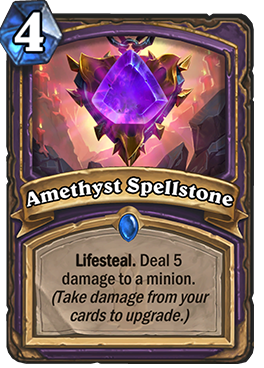 4
Amethyst Spellstone
Lifesteal. Deal 5
damage to a minion.
(Take damage from your
cards to upgrade.)